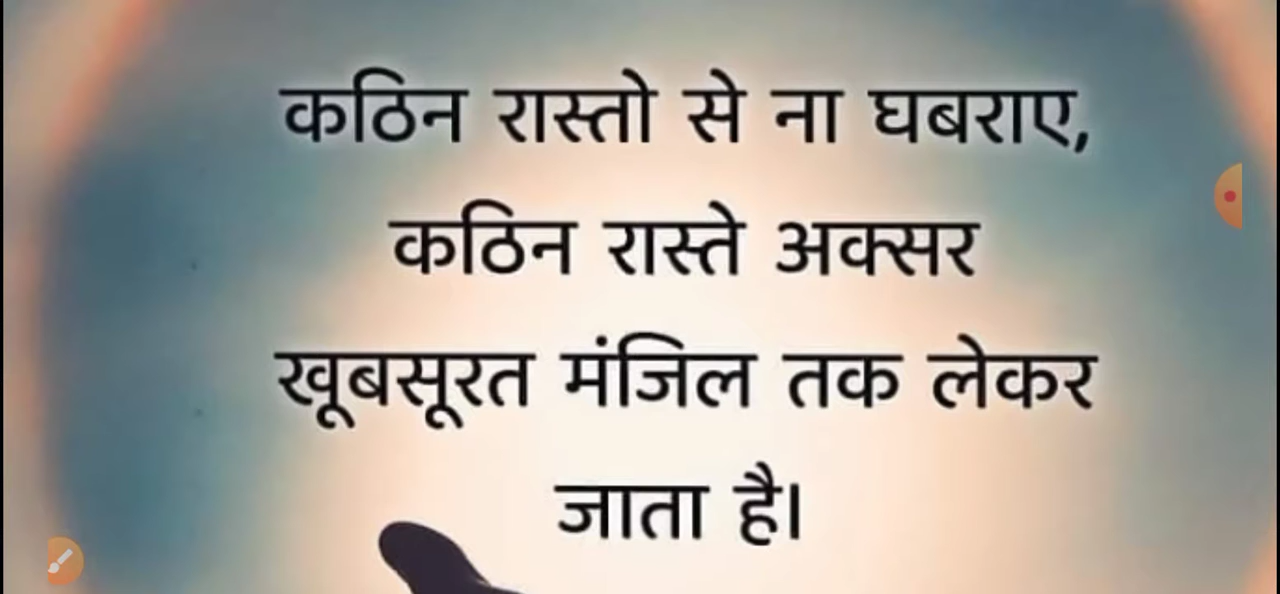 कठिन रास्तो से ना घबराए,
कठिन रास्ते अक्सर
खूबसूरत मंजिल तक लेकर
जाता है।